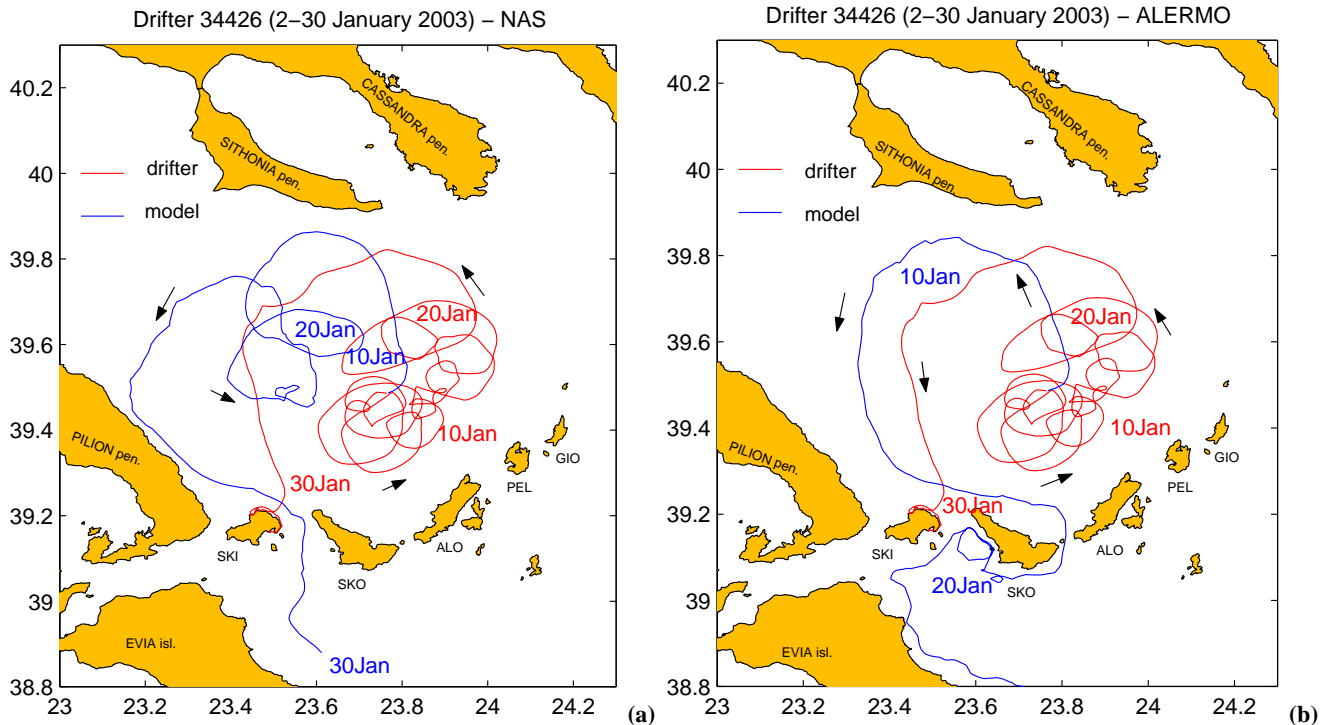 Drifter 34426 (2−30 January 2003) − NAS
40.2
40
39.8
39.6
39.4
39.2
39
38.8
23
23.2
23.4
23.6
23.8
24
24.2
CASSANDRA pen.
SITHONIA pen.
drifter
model
20Jan
20Jan
10Jan
10Jan
30Jan
PILION pen.
GIO
PEL
ALO
SKI
SKO
EVIA isl.
30Jan
(a)
Drifter 34426 (2−30 January 2003) − ALERMO
40.2
40
39.8
39.6
39.4
39.2
39
38.8
23
23.2
23.4
23.6
23.8
24
24.2
CASSANDRA pen.
SITHONIA pen.
drifter
model
10Jan
20Jan
10Jan
PILION pen.
GIO
PEL
30Jan
ALO
SKI
20Jan
SKO
EVIA isl.
(b)